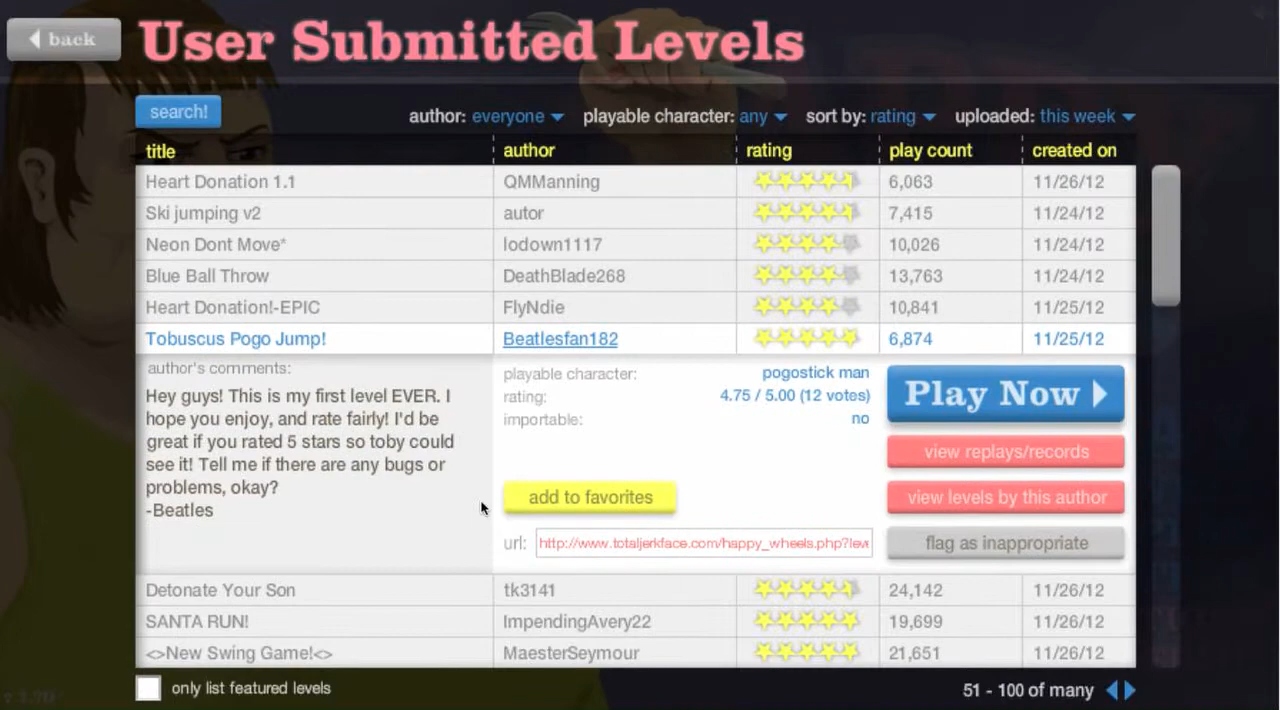 back
User Submitted Levels
search!
author: everyone playable character: any sort by: rating uploaded: this week
title author rating play count created on
Heart Donation 1.1 QMManning 6,063 11/26/12
Ski jumping v2 autor 7,415 11/24/12
Neon Dont Move* lodown1117 10,026 11/24/12
Blue Ball Throw DeathBlade268 13,763 11/24/12
Heart Donation!-EPIC FlyNdie 10,841 11/25/12
Tobuscus Pogo Jump! Beatlesfan182 6,874 11/25/12
author's comments:
Hey guys! This is my first level EVER. I
hope you enjoy, and rate fairly! I'd be
great if you rated 5 stars so toby could
see it! Tell me if there are any bugs or
problems, okay?
-Beatles
playable character: pogostick man
rating: 4.75 / 5.00 (12 votes)
importable: no
add to favorites
url: http://www.totaljerkface.com/happy_wheels.php?leve
Play Now
view replays/records
view levels by this author
flag as inappropriate
Detonate Your Son tk3141 24,142 11/26/12
SANTA RUN! ImpendingAvery22 19,699 11/26/12
<>New Swing Game!<> MaesterSeymour 21,651 11/26/12
only list featured levels
51 - 100 of many